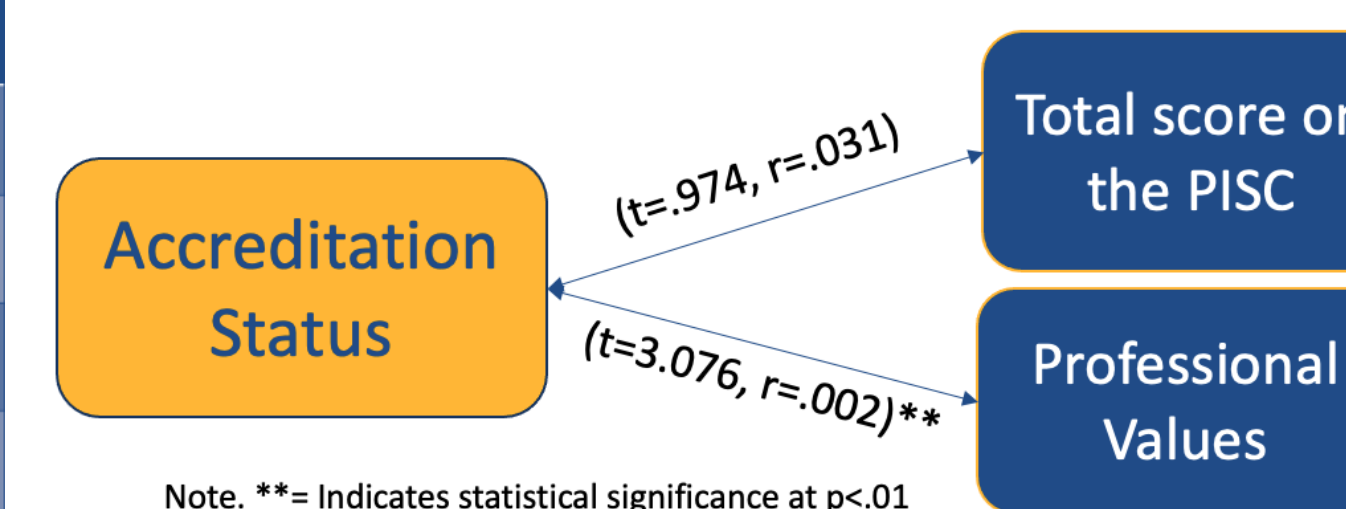 Accreditation
Status
(t=.974, r=.031)
(t=3.076, r=.002)**
Total score
the PISC
Professional
Values
Note. **= Indicates statistical significance at p<.01